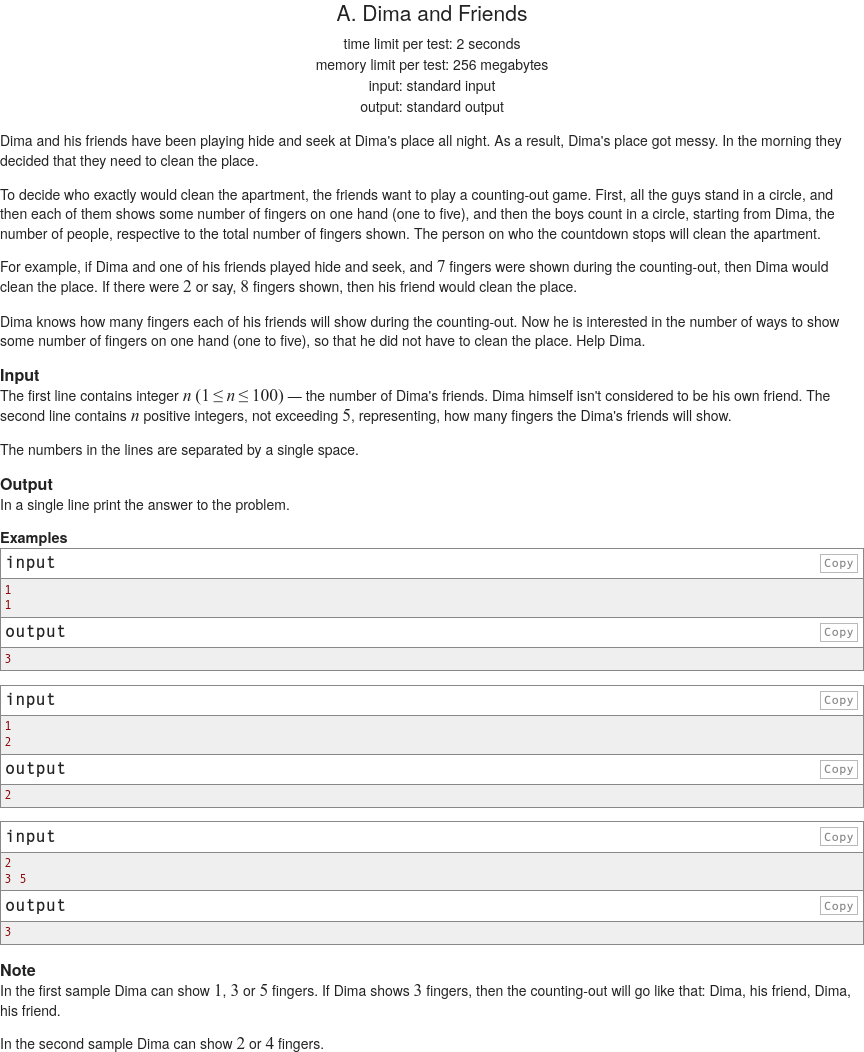 A. Dima and Friends
time limit per test: 2 seconds
memory limit per test: 256 megabytes
input: standard input
output: standard output
Dima and his friends have been playing hide and seek at Dima's place all night. As a result, Dima's place got messy. In the morning they
decided that they need to clean the place.
To decide who exactly would clean the apartment, the friends want to play a counting-out game. First, all the guys stand in a circle, and
then each of them shows some number of fingers on one hand (one to five), and then the boys count in a circle, starting from Dima, the
number of people, respective to the total number of fingers shown. The person on who the countdown stops will clean the apartment.
For example, if Dima and one of his friends played hide and seek, and 7 fingers were shown during the counting-out, then Dima would
clean the place. If there were 2 or say, 8 fingers shown, then his friend would clean the place.
Dima knows how many fingers each of his friends will show during the counting-out. Now he is interested in the number of ways to show
some number of fingers on one hand (one to five), so that he did not have to clean the place. Help Dima.
Input
The first line contains integer n (1 ≤ n ≤ 100) — the number of Dima's friends. Dima himself isn't considered to be his own friend. The
second line contains n positive integers, not exceeding 5, representing, how many fingers the Dima's friends will show.
The numbers in the lines are separated by a single space.
Output
In a single line print the answer to the problem.
Examples
input Copy
1
1
output Copy
3
input Copy
1
2
output Copy
2
input Copy
2
3 5
output Copy
3
Note
In the first sample Dima can show 1, 3 or 5 fingers. If Dima shows 3 fingers, then the counting-out will go like that: Dima, his friend, Dima,
his friend.
In the second sample Dima can show 2 or 4 fingers.